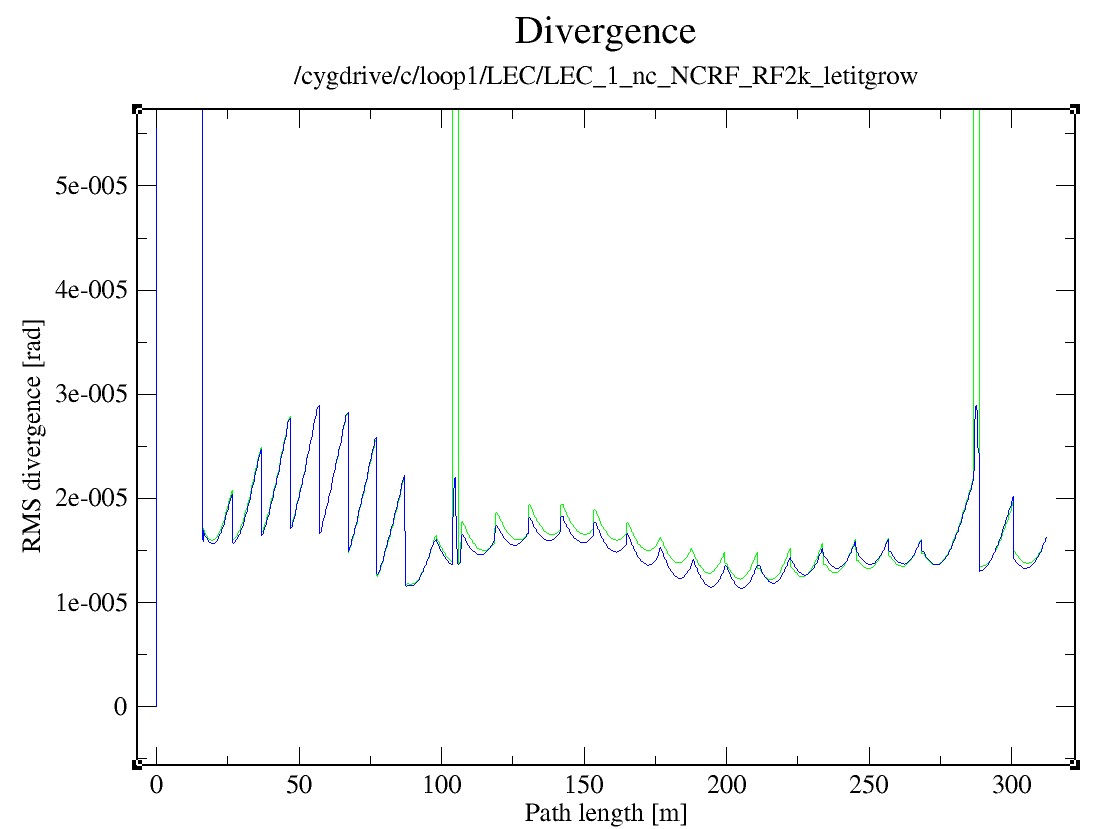 Divergence
/cygdrive/c/loop1/LEC/LEC_1_nc_NCRF_RF2k_letitgrow
5e-005
4e-005
3e-005
2e-005
1e-005
0
RMS divergence [rad]
0 50 100 150 200 250 300
Path length [m]